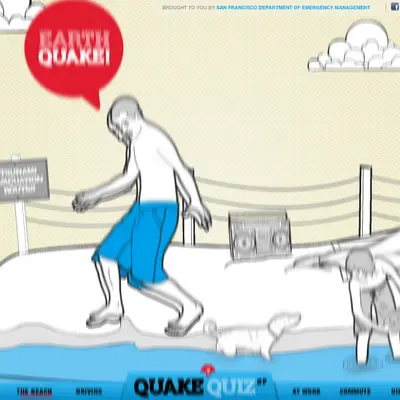 BROUGHT TO YOU BY SAN FRANCISCO DEPARTMENT OF EMERGENCY MANAGEMENT
EARTH
QUAKE!
TSUNAMI
EVACUATION
ROUTE
THE BEACH
DRIVING
QUAKE QUIZ SF
AT WORK
COMMUTE